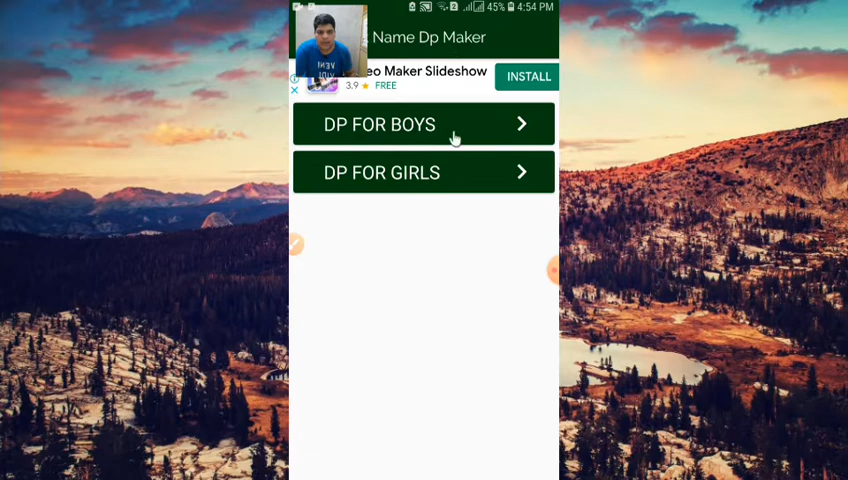 2 45% 4:54 PM
Name Dp Maker
eo Maker Slideshow
3.9 ★ FREE
INSTALL
DP FOR BOYS
DP FOR GIRLS